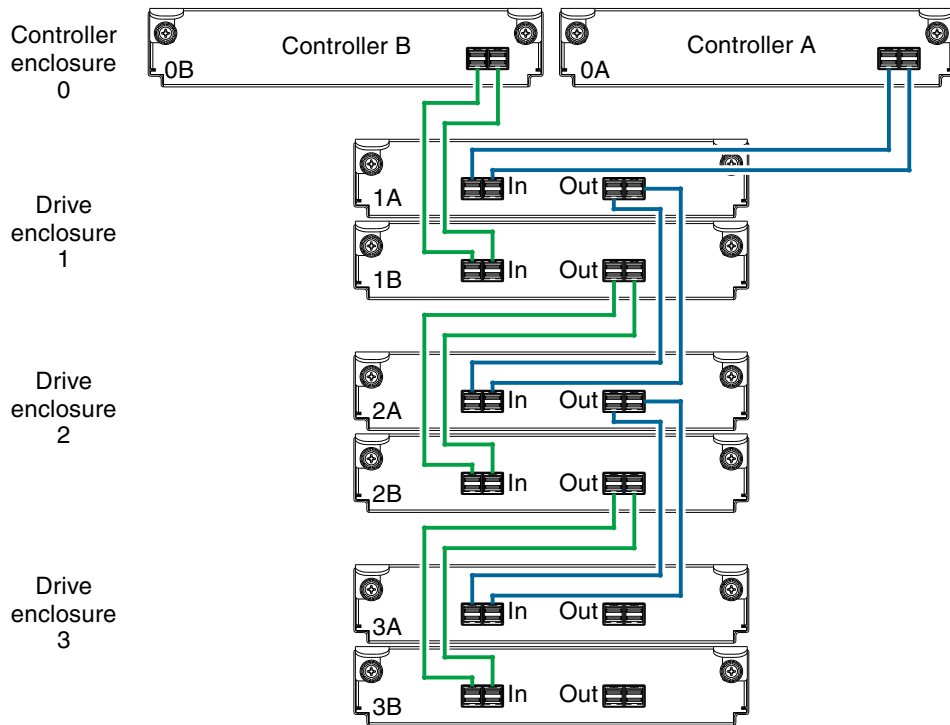 Controller
enclosure
0
Controller B
0B
Controller A
0A
Drive
enclosure
1
1A
In
Out
1B
In
Out
Drive
enclosure
2
2A
In
Out
2B
In
Out
Drive
enclosure
3
3A
In
Out
3B
In
Out